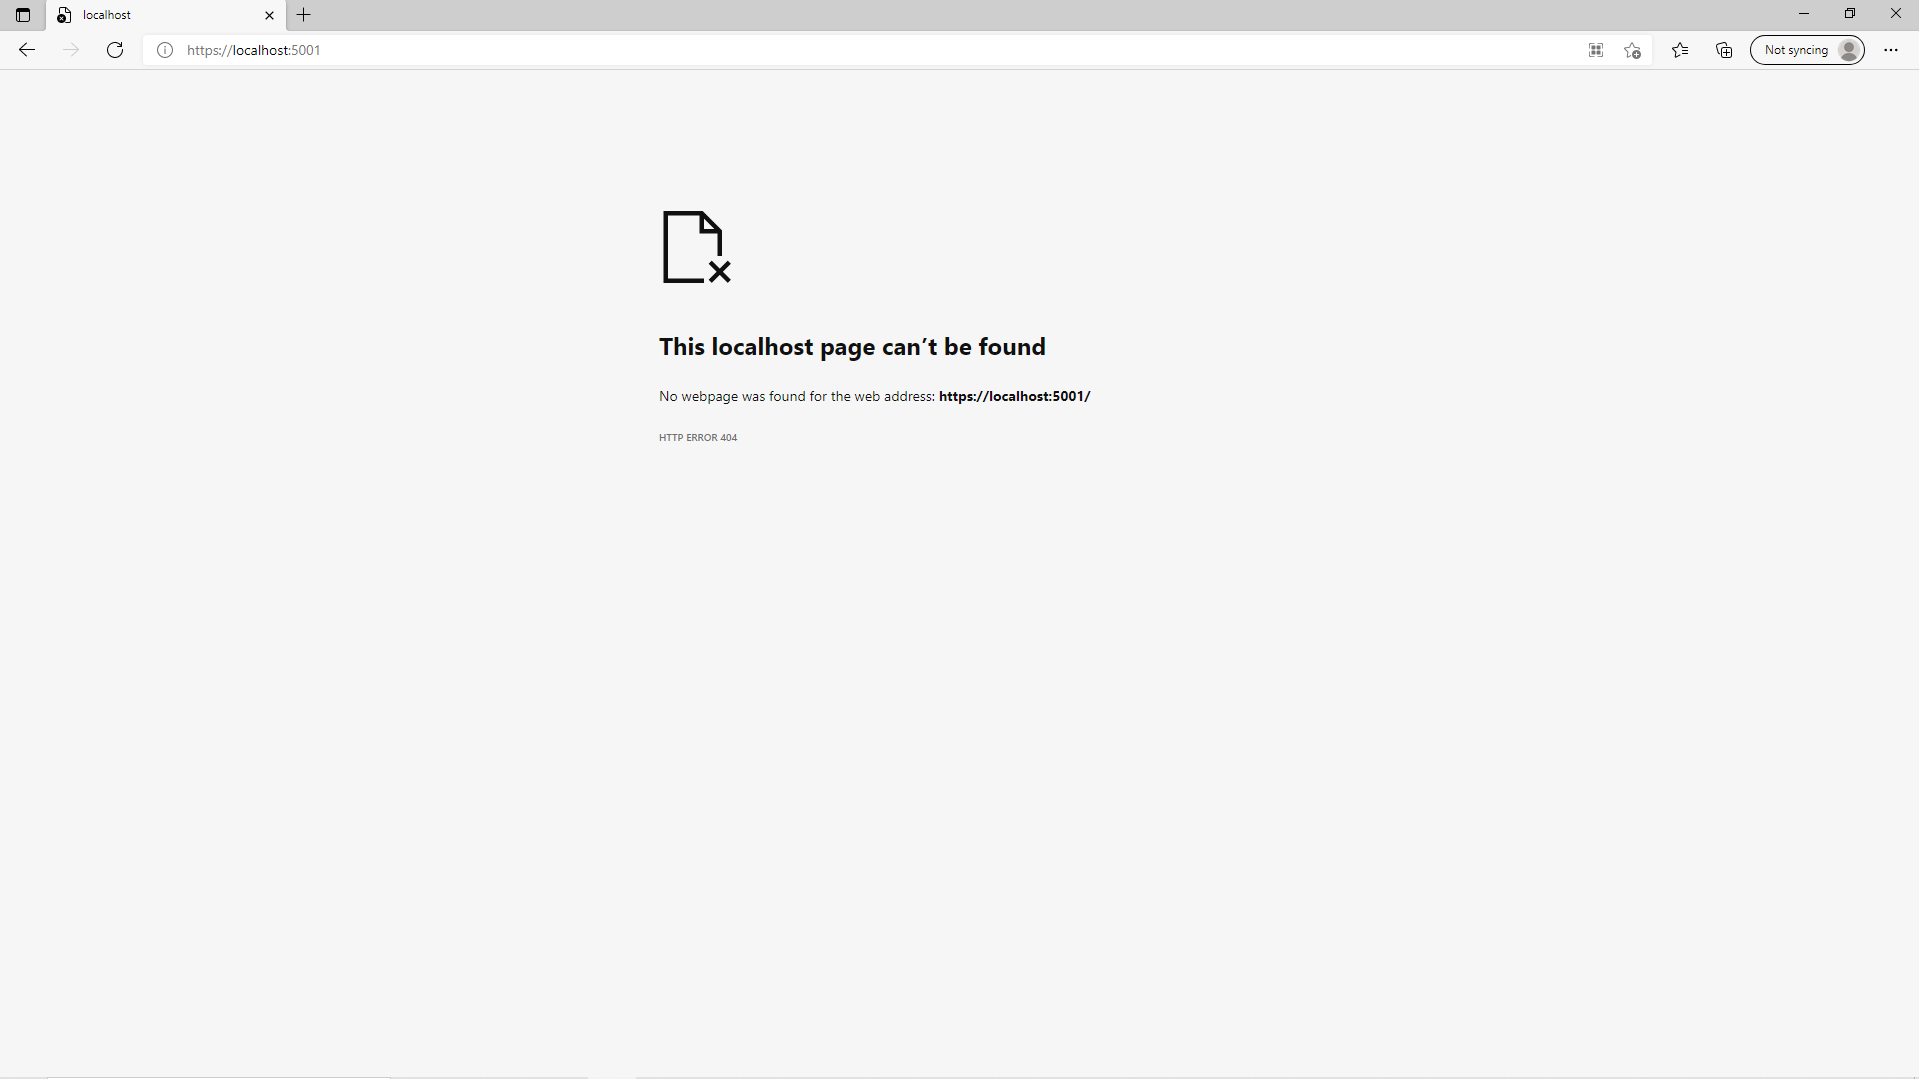 localhost
https://localhost:5001
Not syncing
This localhost page can’t be found
No webpage was found for the web address: https://localhost:5001/
HTTP ERROR 404